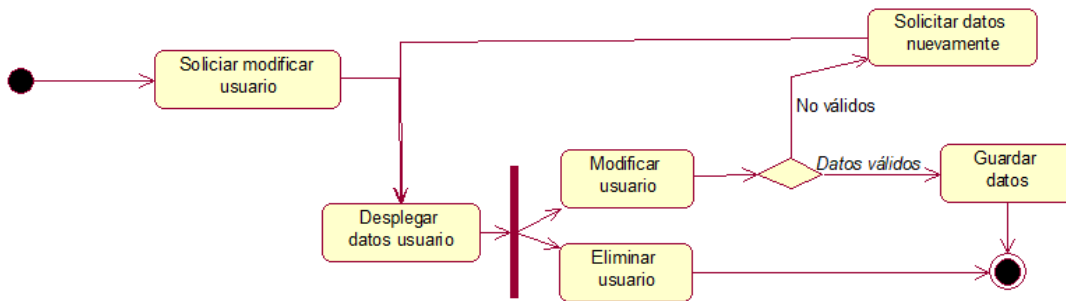 Solicitar datos
nuevamente
Soliciar modificar
usuario
No válidos
Modificar
usuario
Datos válidos
Guardar
datos
Desplegar
datos usuario
Eliminar
usuario